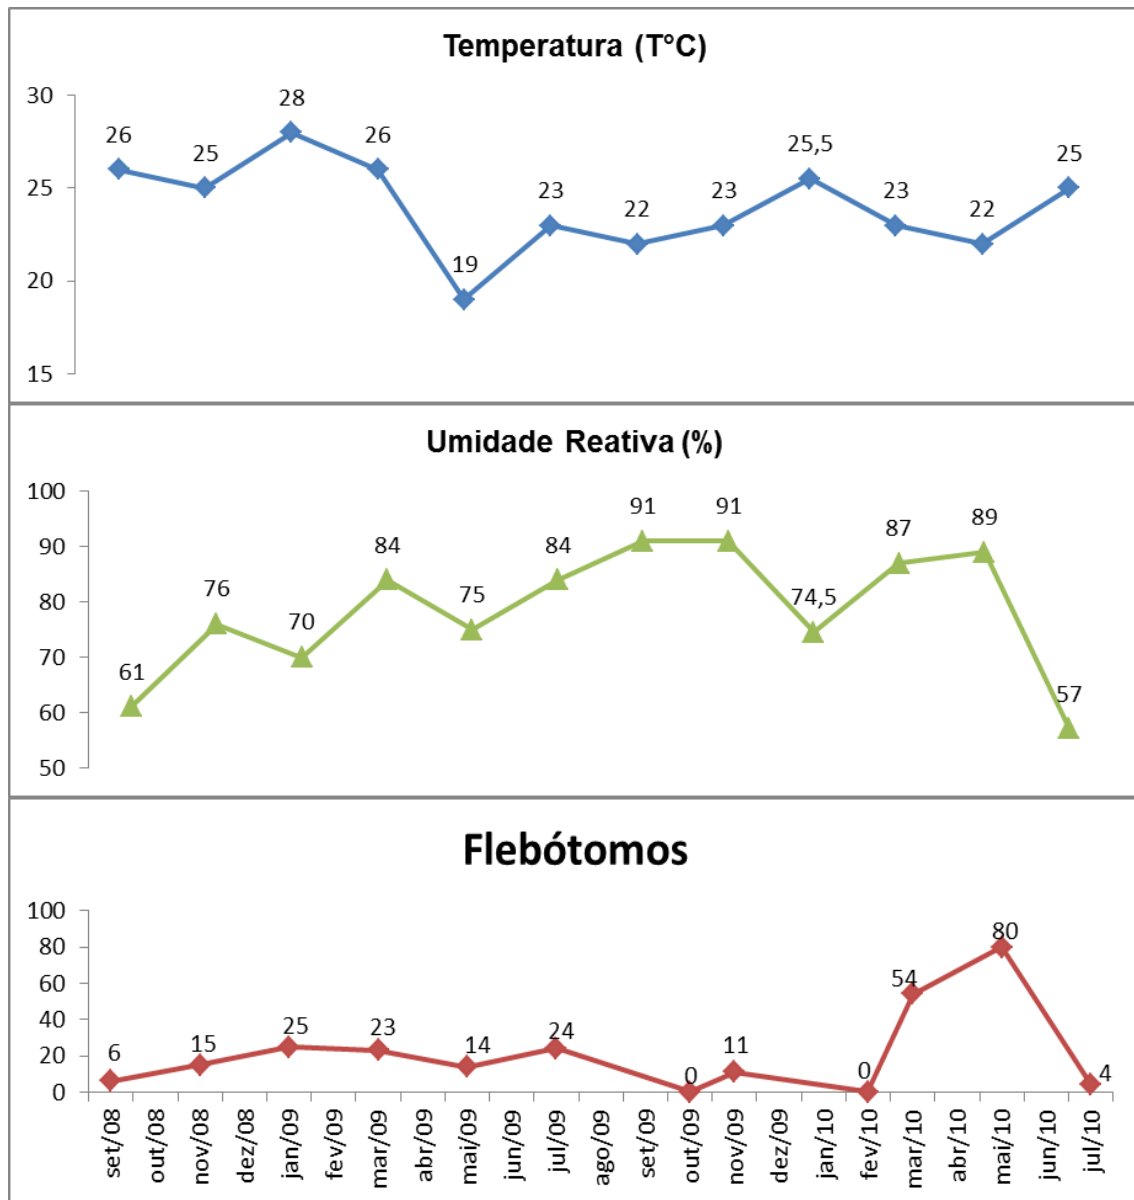 Temperatura (T°C)
30
25
20
15
26
25
28
26
19
23
22
23
25,5
23
22
25
Umidade Reativa (%)
100
90
80
70
60
50
61
76
70
84
75
84
91
91
74,5
87
89
57
Flebótomos
100
80
60
40
20
0
6
15
25
23
14
24
0
11
0
54
80
4
set/08
out/08
nov/08
dez/08
jan/09
fev/09
mar/09
abr/09
mai/09
jun/09
jul/09
ago/09
set/09
out/09
nov/09
dez/09
jan/10
fev/10
mar/10
abr/10
mai/10
jun/10
jul/10